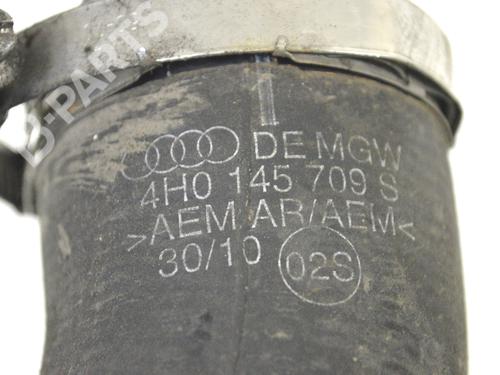 B-PARTS
DE MGW
4H0 145 709 S
>AEM AR/AEM<
30/10 02S